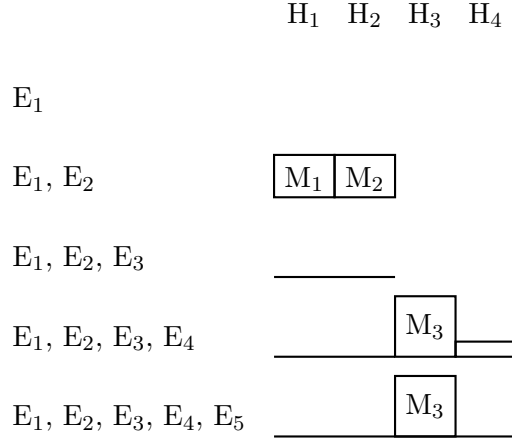 H₁ H₂ H₃ H₄
E₁
E₁, E₂ M₁ M₂
E₁, E₂, E₃
E₁, E₂, E₃, E₄ M₃
E₁, E₂, E₃, E₄, E₅ M₃